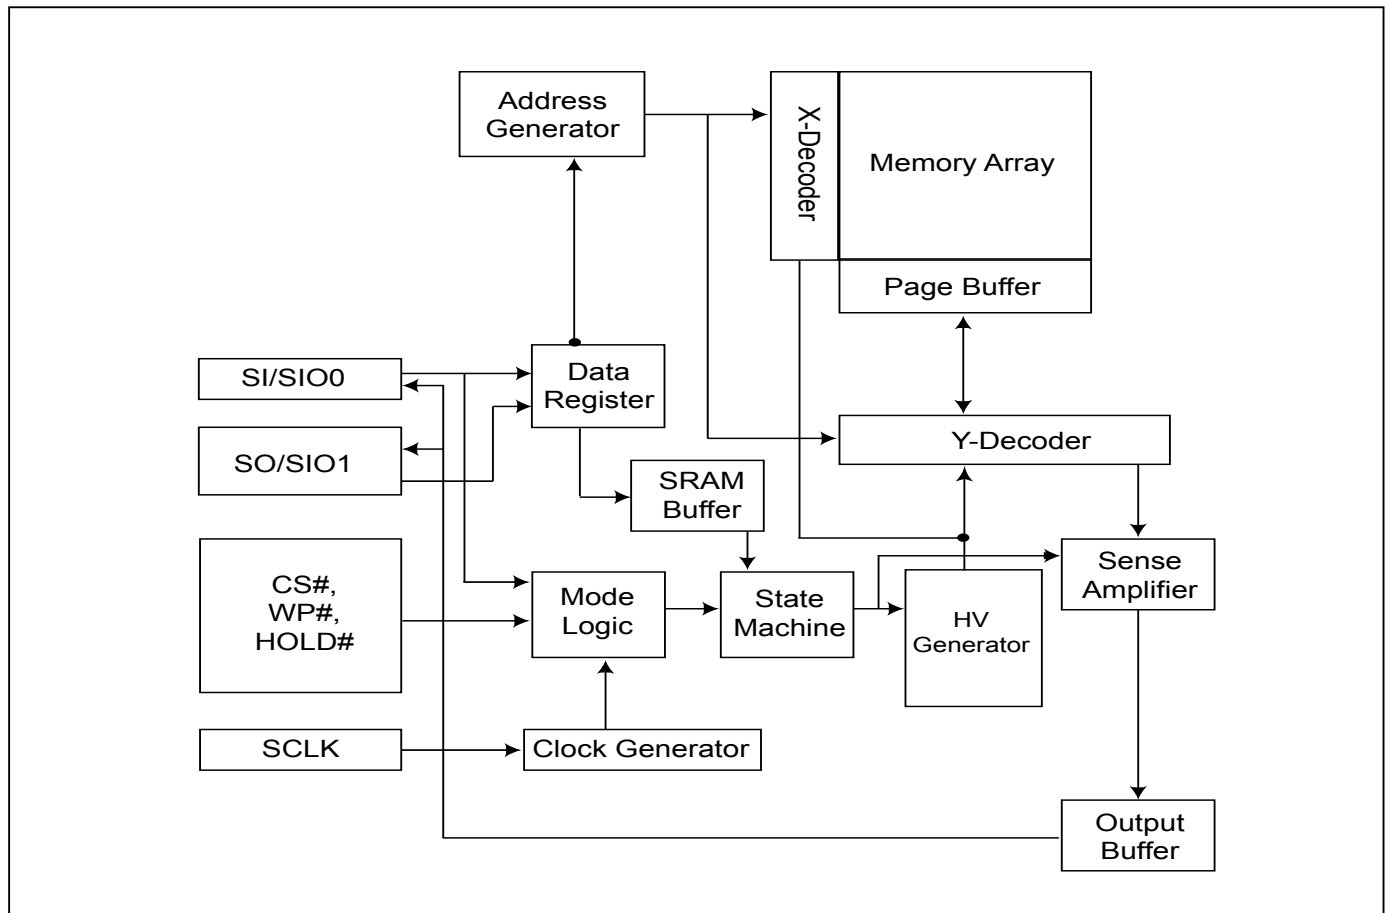 Address
Generator
X-Decoder
Memory Array
Page Buffer
SI/SIO0
Data
Register
SO/SIO1
Y-Decoder
SRAM
Buffer
CS#,
WP#,
HOLD#
Mode
Logic
State
Machine
HV
Generator
Sense
Amplifier
SCLK
Clock Generator
Output
Buffer